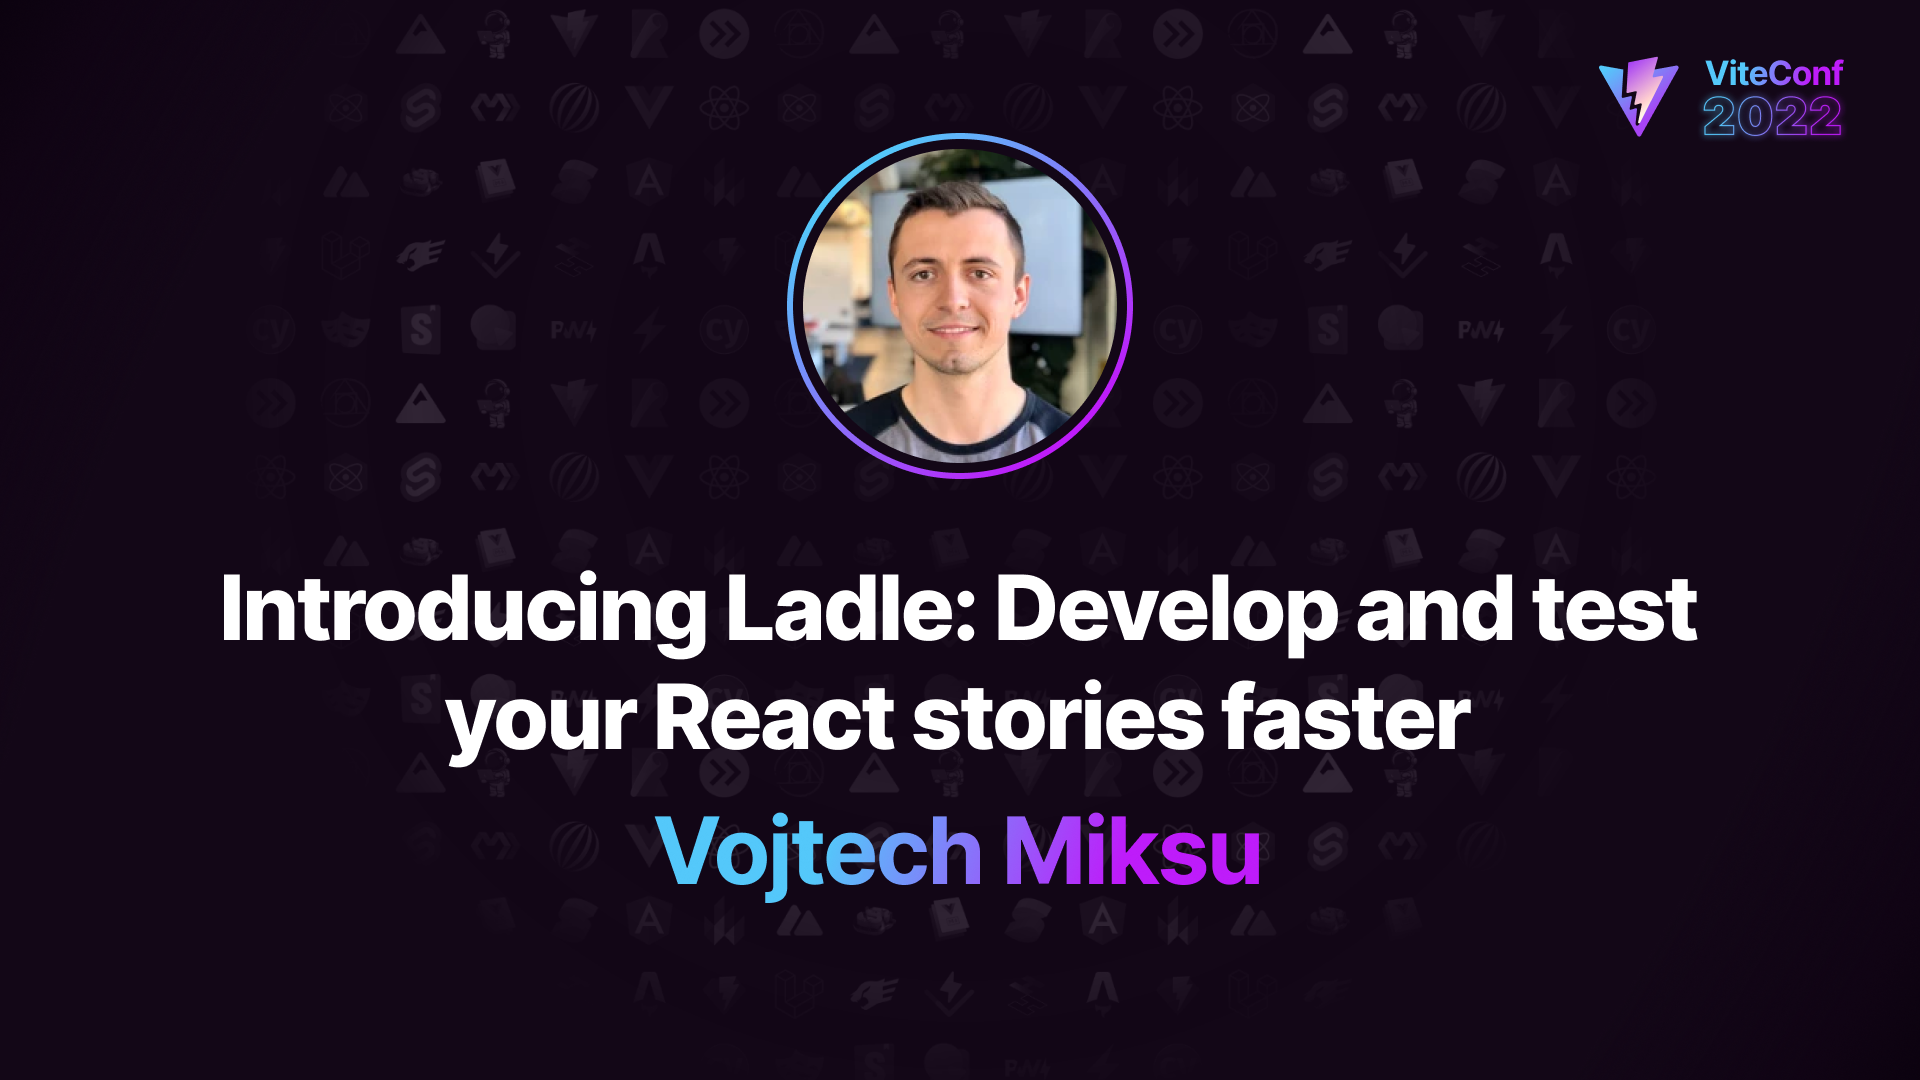 ViteConf
2022
Introducing Ladle: Develop and test
your React stories faster
Vojtech Miksu